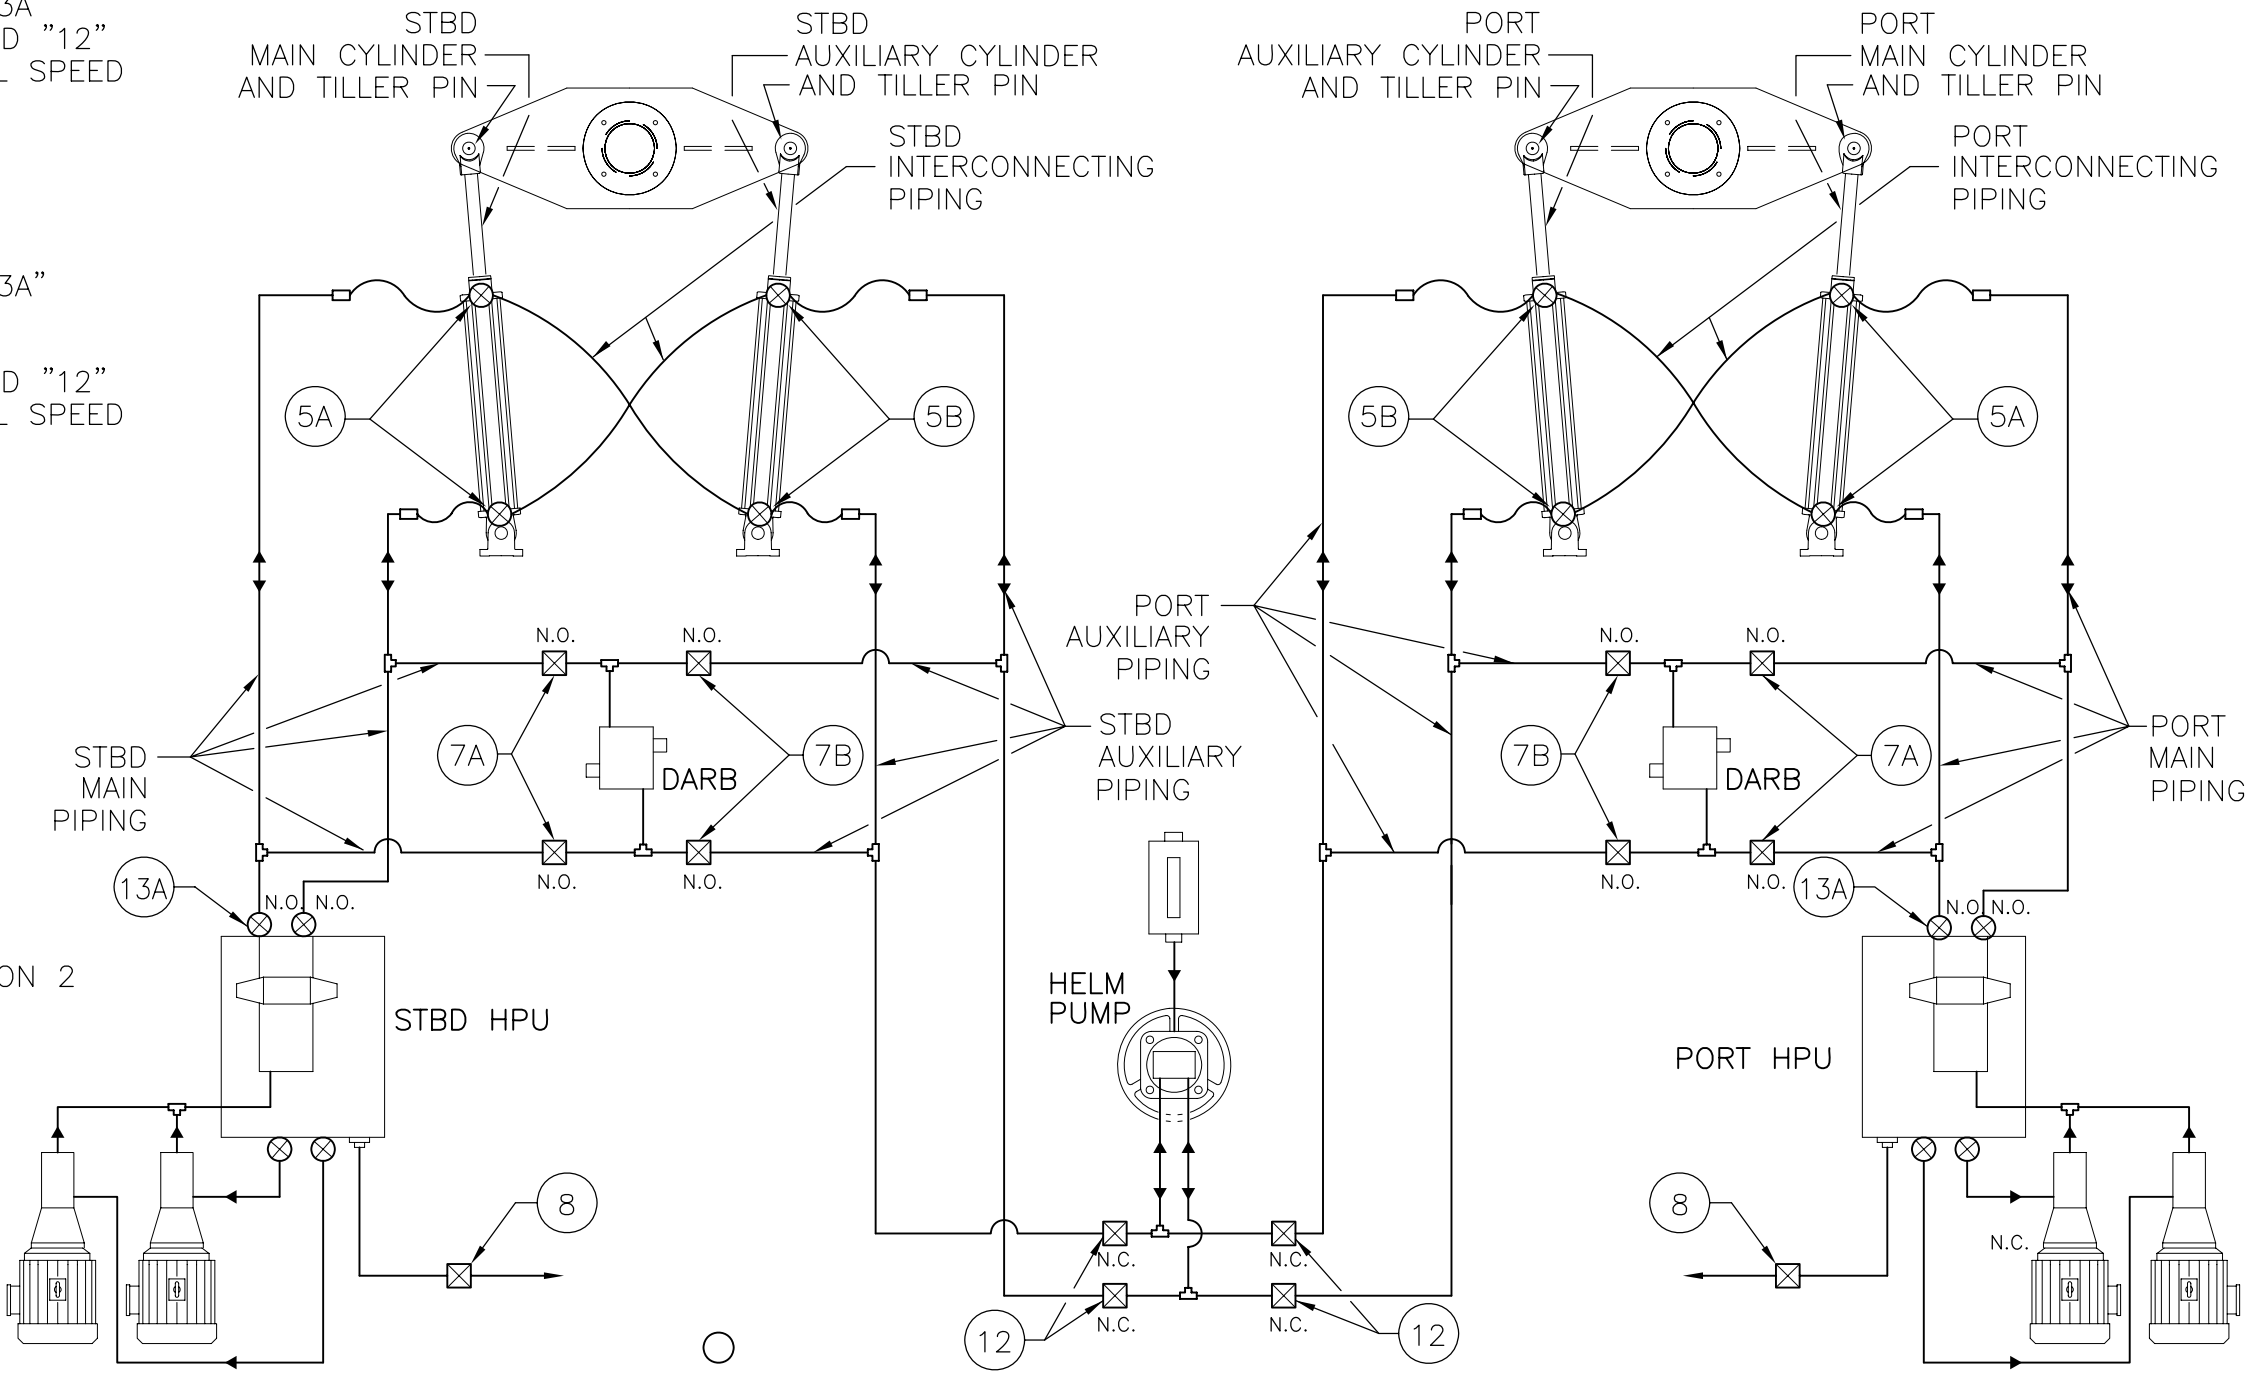 3A
D "12"
L SPEED
3A"
D "12"
L SPEED
ON 2
STBD
MAIN CYLINDER
AND TILLER PIN
STBD
AUXILIARY CYLINDER
AND TILLER PIN
STBD
INTERCONNECTING
PIPING
PORT
AUXILIARY CYLINDER
AND TILLER PIN
PORT
MAIN CYLINDER
AND TILLER PIN
PORT
INTERCONNECTING
PIPING
5A
5B
5B
5A
N.O.
N.O.
N.O.
N.O.
PORT
AUXILIARY
PIPING
STBD
MAIN
PIPING
7A
DARB
7B
STBD
AUXILIARY
PIPING
7B
DARB
7A
PORT
MAIN
PIPING
N.O.
N.O.
N.O.
N.O.
13A
N.O.
N.O.
13A
N.O.
N.O.
STBD HPU
HELM
PUMP
PORT HPU
8
8
N.C.
N.C.
N.C.
N.C.
N.C.
12
12